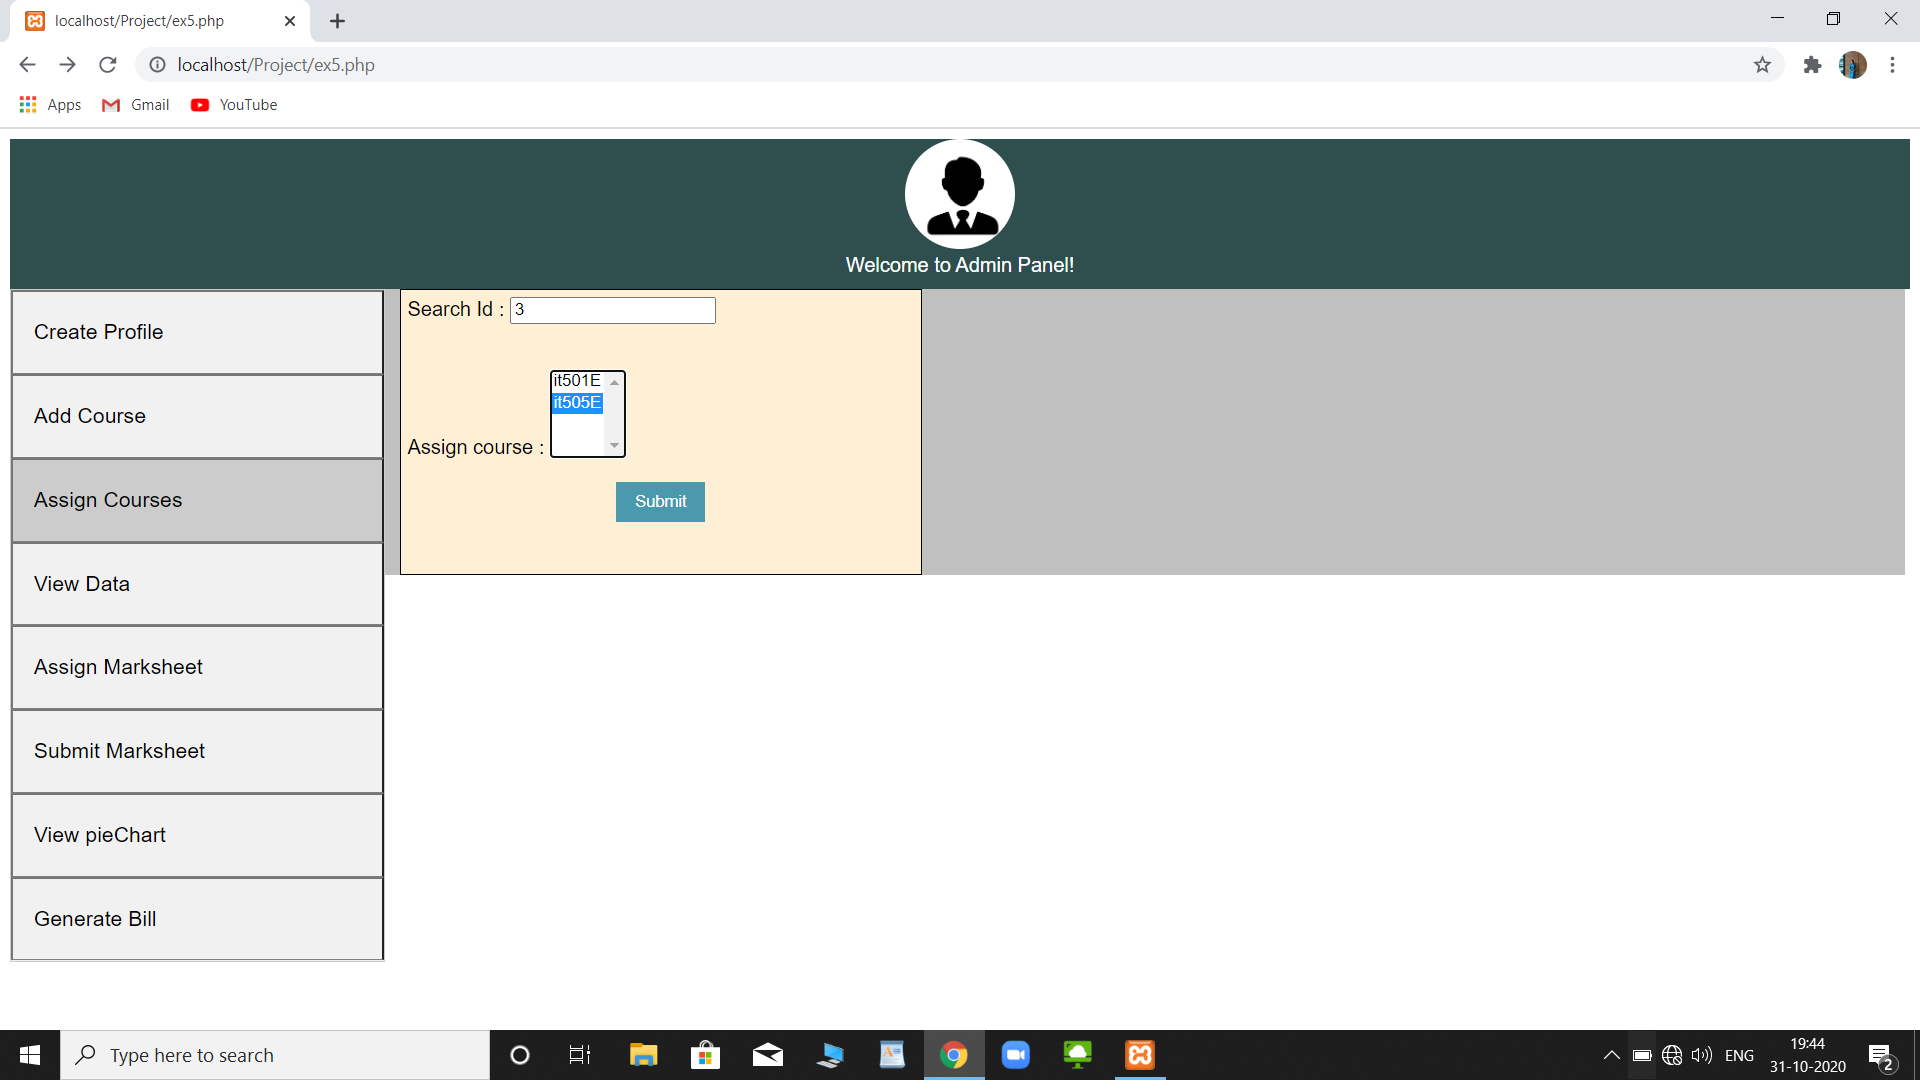 localhost/Project/ex5.php
localhost/Project/ex5.php
Apps
Gmail
YouTube
Welcome to Admin Panel!
Create Profile
Add Course
Assign Courses
View Data
Assign Marksheet
Submit Marksheet
View pieChart
Generate Bill
Search Id : 3
it501E
it505E
Assign course :
Submit
Type here to search
ENG
19:44
31-10-2020
2